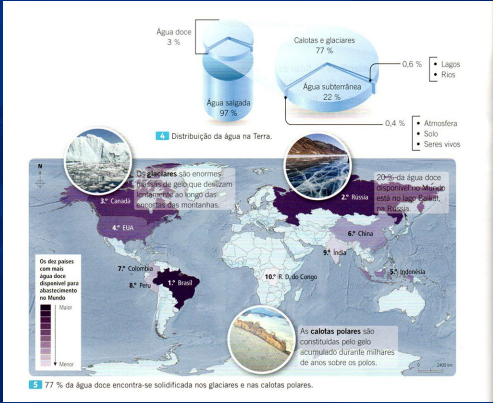 Água doce
3 %
Água salgada
97 %
Calotas e glaciares
77 %
Água subterrânea
22 %
0,6 %
• Lagos
• Rios
0,4 %
• Atmosfera
• Solo
• Seres vivos
4 Distribuição da água na Terra.
N
Os glaciares são enormes
massas de gelo que deslizam
lentamente ao longo das
encostas das montanhas.
20 % da água doce
disponível no Mundo
está no lago Baikal,
na Rússia.
3.º Canadá
4.º EUA
2.º Rússia
6.º China
9.º Índia
5.º Indonésia
7.º Colombia
8.º Peru
1.º Brasil
10.º R. D. do Congo
Os dez países
com mais
água doce
disponível para
abastecimento
no Mundo
Maior
Menor
As calotas polares são
constituídas pelo gelo
acumulado durante milhares
de anos sobre os polos.
0 2400 km
5 77 % da água doce encontra-se solidificada nos glaciares e nas calotas polares.